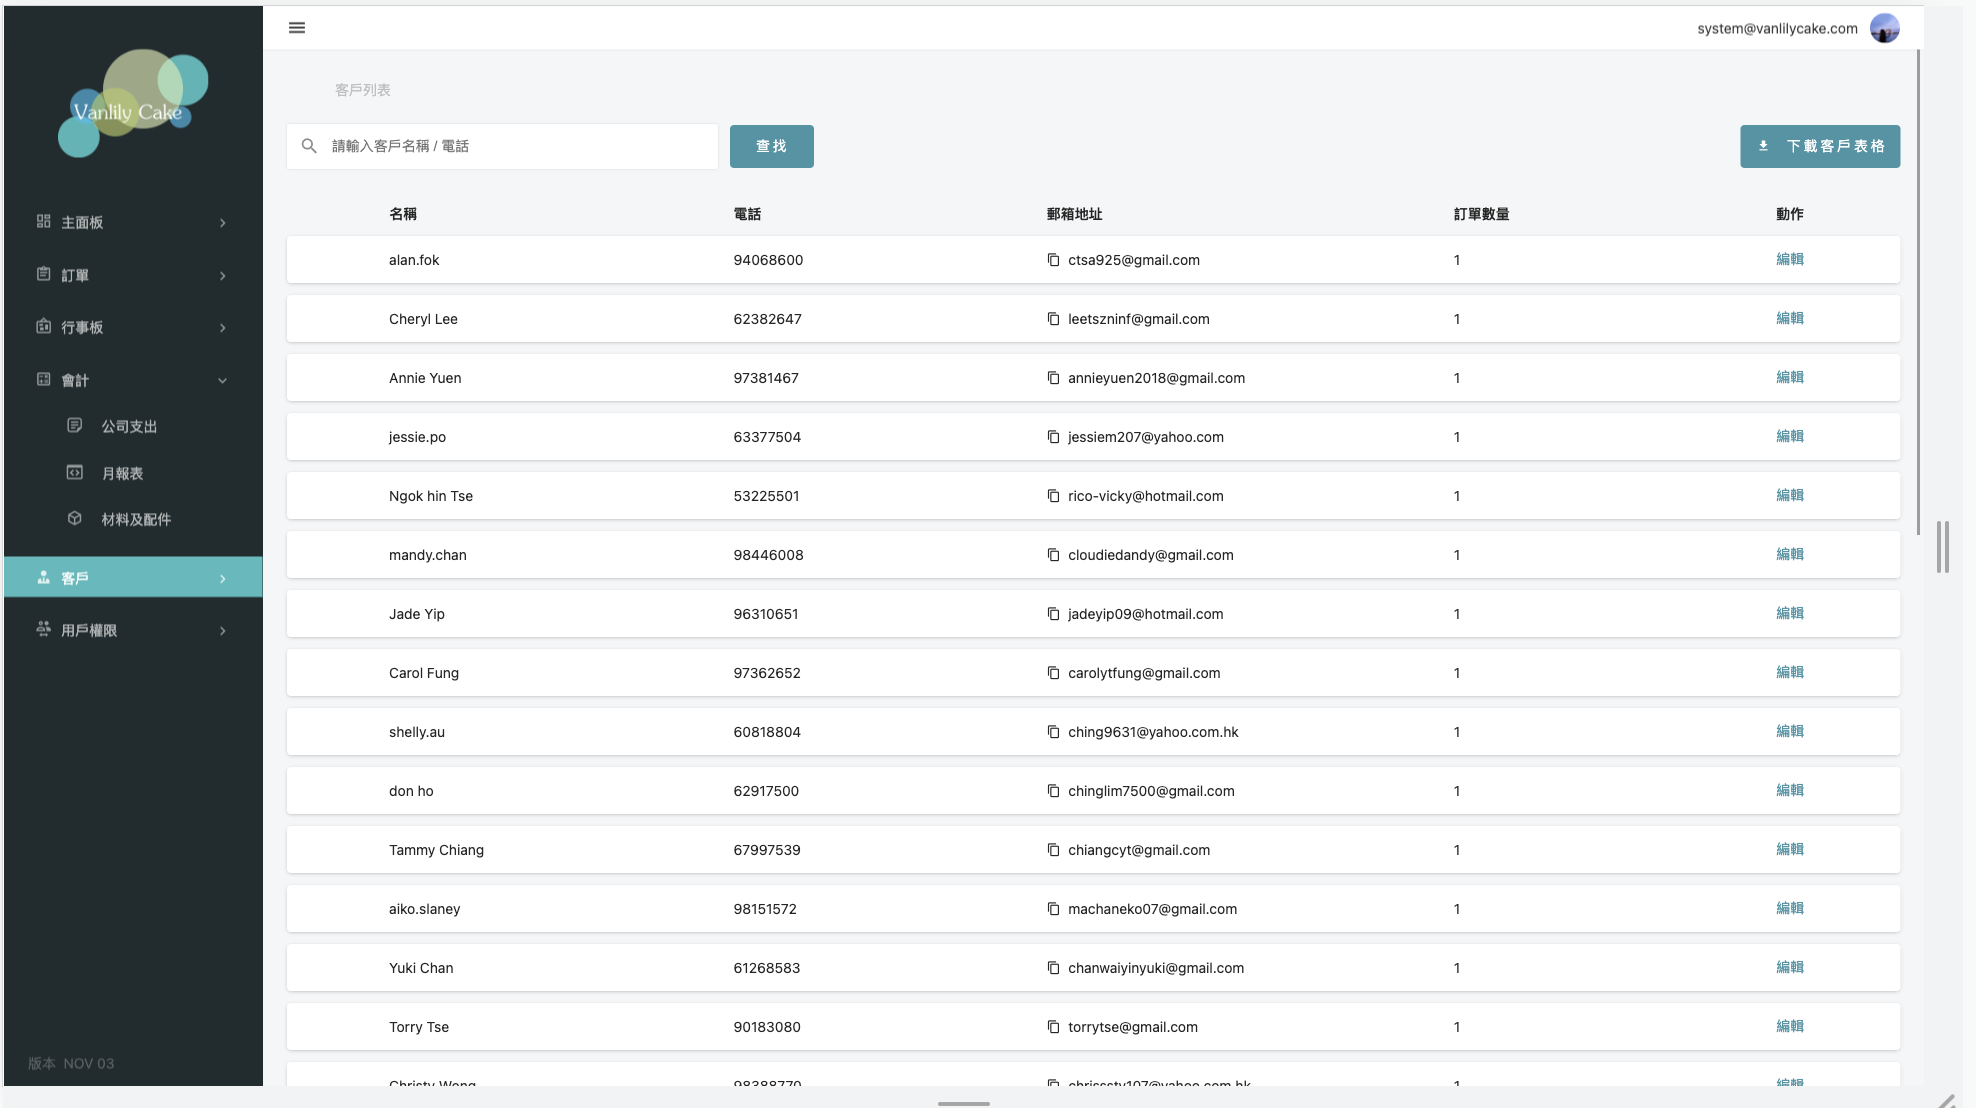 system@vanlilycake.com
Vanlily Cake
主面板
訂單
行事板
會計
公司支出
月報表
材料及配件
客戶
用戶權限
版本 NOV 03
客戶列表
請輸入客戶名稱 / 電話
查找
下載客戶表格
名稱 電話 郵箱地址 訂單數量 動作
alan.fok 94068600 ctsa925@gmail.com 1 編輯
Cheryl Lee 62382647 leetszninf@gmail.com 1 編輯
Annie Yuen 97381467 annieyuen2018@gmail.com 1 編輯
jessie.po 63377504 jessiem207@yahoo.com 1 編輯
Ngok hin Tse 53225501 rico-vicky@hotmail.com 1 編輯
mandy.chan 98446008 cloudiedandy@gmail.com 1 編輯
Jade Yip 96310651 jadeyip09@hotmail.com 1 編輯
Carol Fung 97362652 carolytfung@gmail.com 1 編輯
shelly.au 60818804 ching9631@yahoo.com.hk 1 編輯
don ho 62917500 chinglim7500@gmail.com 1 編輯
Tammy Chiang 67997539 chiangcyt@gmail.com 1 編輯
aiko.slaney 98151572 machaneko07@gmail.com 1 編輯
Yuki Chan 61268583 chanwaiyinyuki@gmail.com 1 編輯
Torry Tse 90183080 torrytse@gmail.com 1 編輯
Christy Wong 98388770 1 編輯